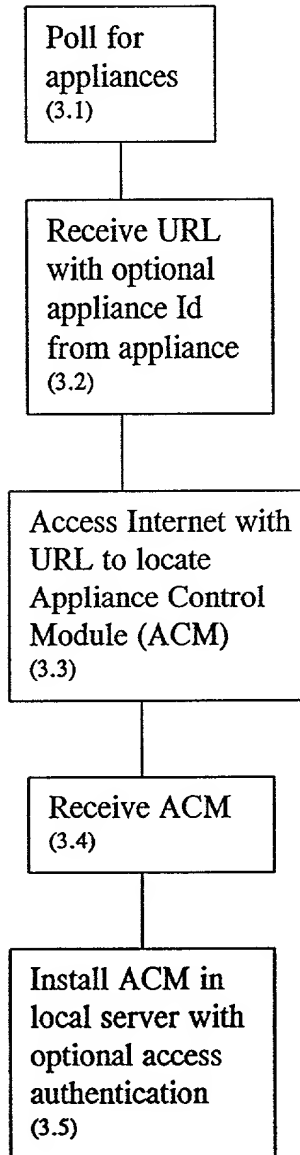 Poll for
appliances
(3.1)
Receive URL
with optional
appliance Id
from appliance
(3.2)
Access Internet with
URL to locate
Appliance Control
Module (ACM)
(3.3)
Receive ACM
(3.4)
Install ACM in
local server with
optional access
authentication
(3.5)